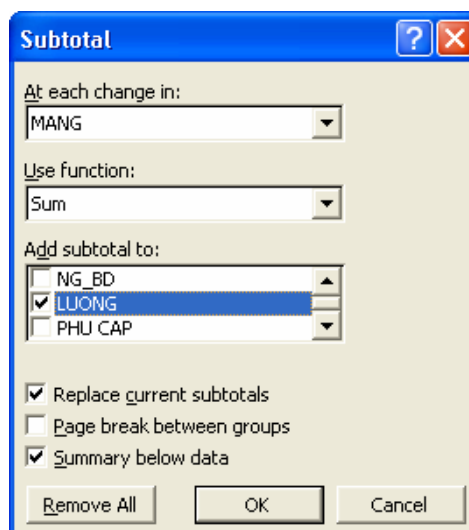 Subtotal
At each change in:
MANG
Use function:
Sum
Add subtotal to:
NG_BD
LUONG
PHU CAP
Replace current subtotals
Page break between groups
Summary below data
Remove All OK Cancel